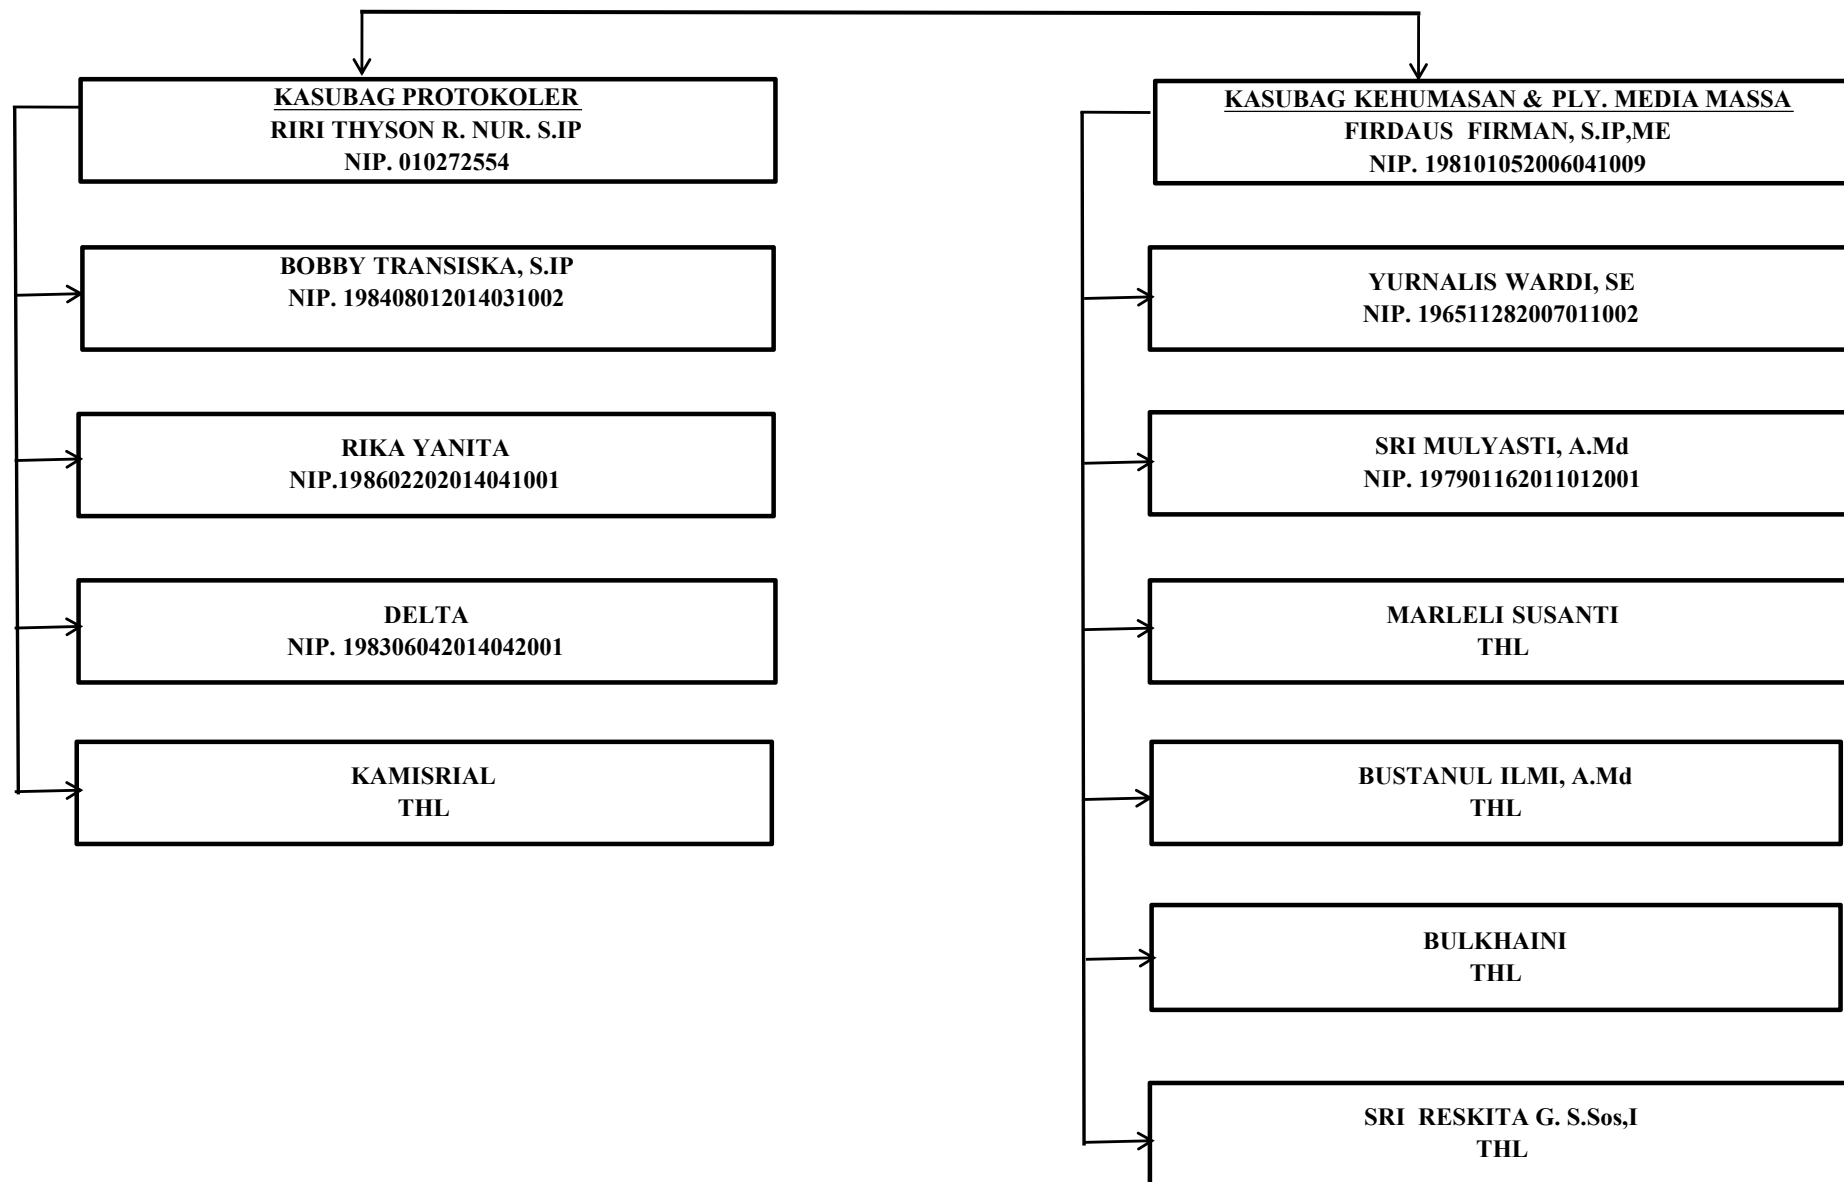 KASUBAG PROTOKOLER
RIRI THYSON R. NUR. S.IP
NIP. 010272554
BOBBY TRANSISKA, S.IP
NIP. 198408012014031002
RIKA YANITA
NIP.198602202014041001
DELTA
NIP. 198306042014042001
KAMISRIAL
THL
KASUBAG KEHUMASAN & PLY. MEDIA MASSA
FIRDAUS  FIRMAN, S.IP,ME
NIP. 198101052006041009
YURNALIS WARDI, SE
NIP. 196511282007011002
SRI MULYASTI, A.Md
NIP. 197901162011012001
MARLELI SUSANTI
THL
BUSTANUL ILMI, A.Md
THL
BULKHAINI
THL
SRI  RESKITA G. S.Sos,I
THL